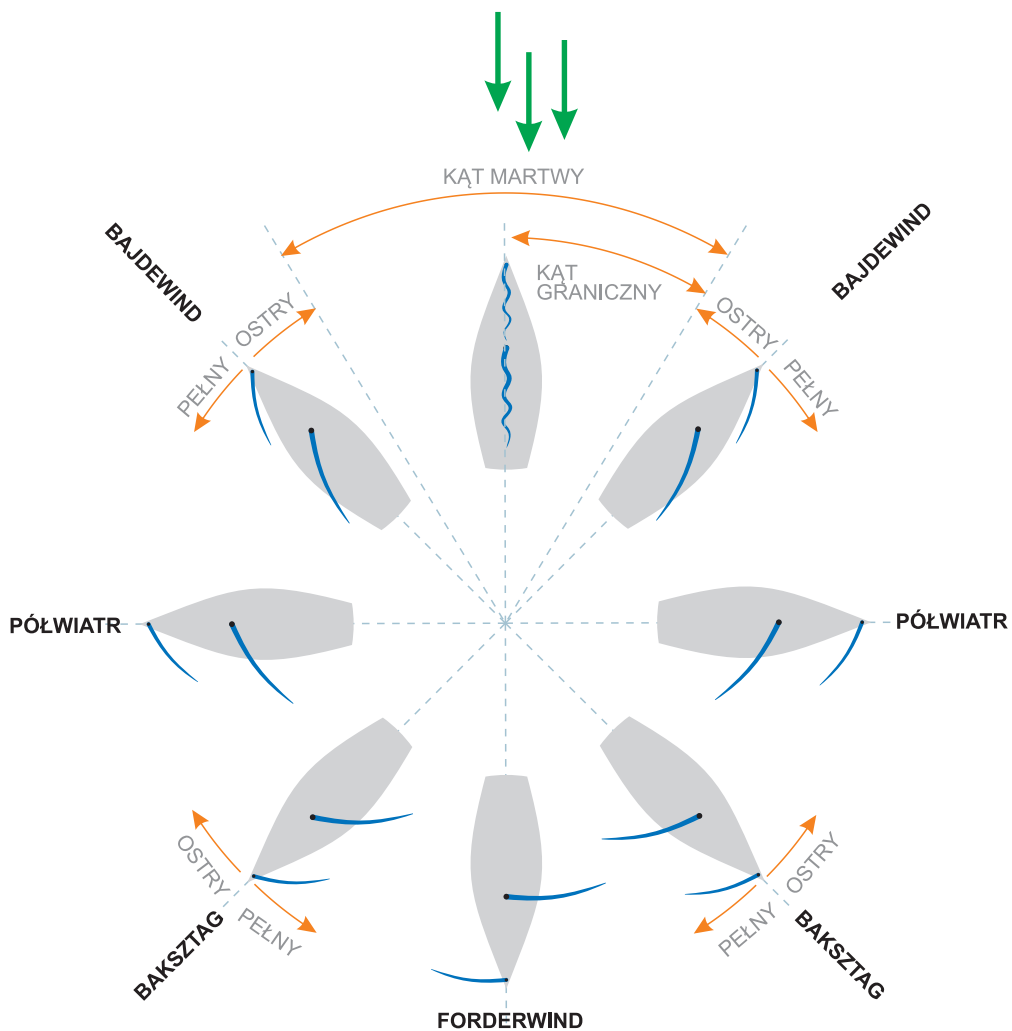 KĄT MARTWY
BAJDEWIND
BAJDEWIND
KĄT
GRANICZNY
OSTRY
PEŁNY
OSTRY
PEŁNY
PÓŁWIATR
PÓŁWIATR
OSTRY
PEŁNY
BAKSZTAG
OSTRY
PEŁNY
BAKSZTAG
FORDERWIND